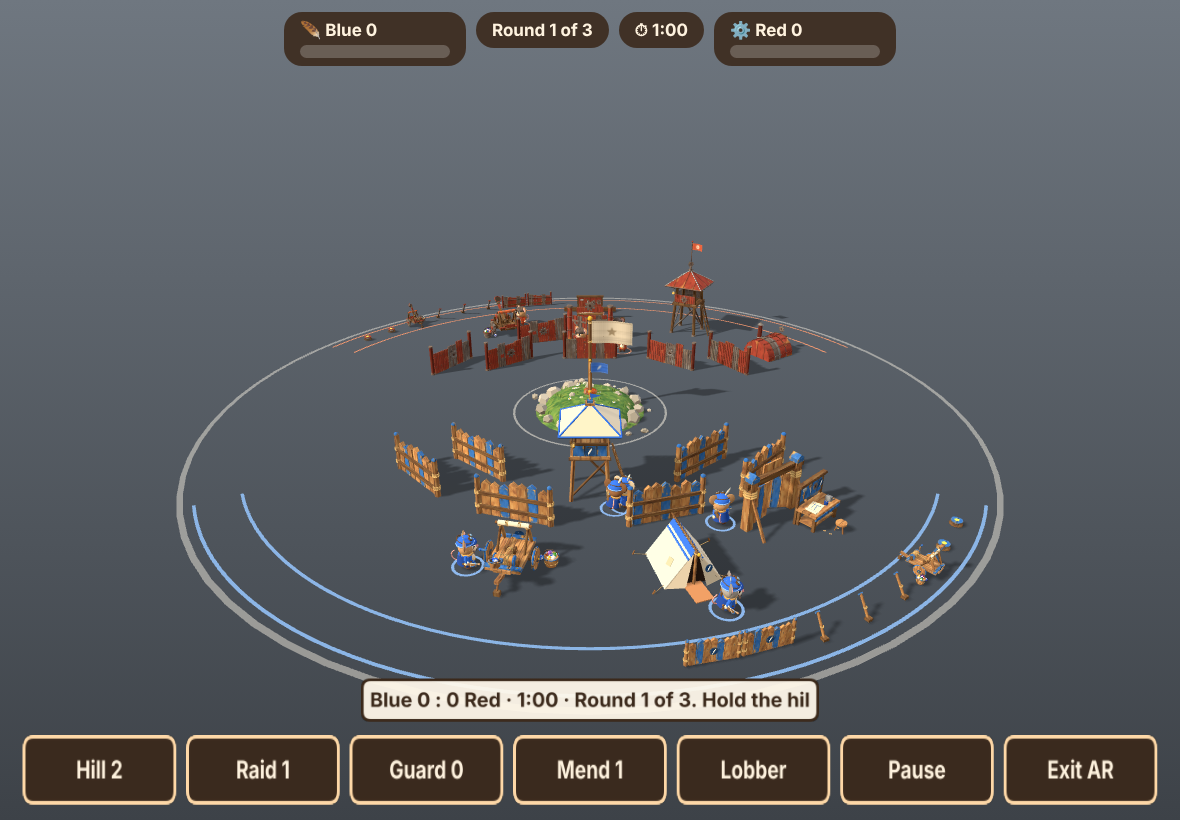 Blue 0
Round 1 of 3
1:00
Red 0
Blue 0 : 0 Red · 1:00 · Round 1 of 3. Hold the hil
Hill 2
Raid 1
Guard 0
Mend 1
Lobber
Pause
Exit AR